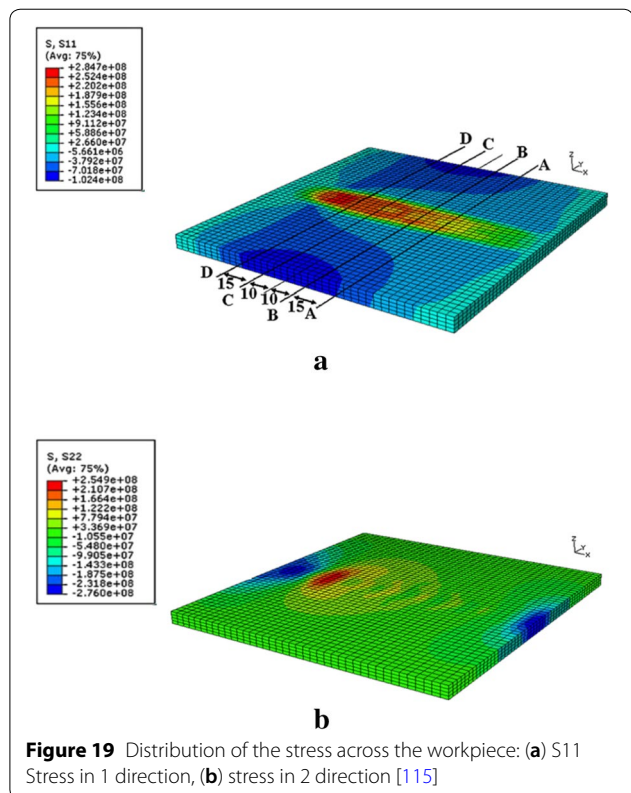 S, S11
(Avg: 75%)
+2.847e+08
+2.524e+08
+2.202e+08
+1.879e+08
+1.556e+08
+1.234e+08
+9.112e+07
+5.886e+07
+2.660e+07
-5.661e+06
-3.792e+07
-7.018e+07
-1.024e+08
D
C
B
A
Z
Y
X
D
15
C
10
10
B
15
A
a
S, S22
(Avg: 75%)
+2.549e+08
+2.107e+08
+1.664e+08
+1.222e+08
+7.794e+07
+3.369e+07
-1.055e+07
-5.480e+07
-9.905e+07
-1.433e+08
-1.875e+08
-2.318e+08
-2.760e+08
Z
Y
X
b
Figure 19 Distribution of the stress across the workpiece: (a) S11
Stress in 1 direction, (b) stress in 2 direction [115]